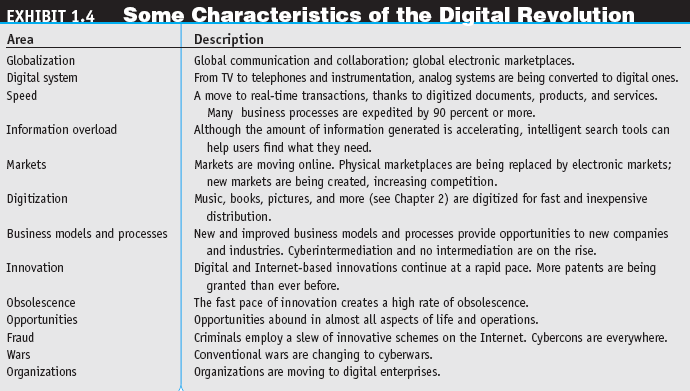 EXHIBIT 1.4 Some Characteristics of the Digital Revolution
Area Description
Globalization Global communication and collaboration; global electronic marketplaces.
Digital system From TV to telephones and instrumentation, analog systems are being converted to digital ones.
Speed A move to real-time transactions, thanks to digitized documents, products, and services.
Many business processes are expedited by 90 percent or more.
Information overload Although the amount of information generated is accelerating, intelligent search tools can
help users find what they need.
Markets Markets are moving online. Physical marketplaces are being replaced by electronic markets;
new markets are being created, increasing competition.
Digitization Music, books, pictures, and more (see Chapter 2) are digitized for fast and inexpensive
distribution.
Business models and processes New and improved business models and processes provide opportunities to new companies
and industries. Cyberintermediation and no intermediation are on the rise.
Innovation Digital and Internet-based innovations continue at a rapid pace. More patents are being
granted than ever before.
Obsolescence The fast pace of innovation creates a high rate of obsolescence.
Opportunities Opportunities abound in almost all aspects of life and operations.
Fraud Criminals employ a slew of innovative schemes on the Internet. Cybercons are everywhere.
Wars Conventional wars are changing to cyberwars.
Organizations Organizations are moving to digital enterprises.